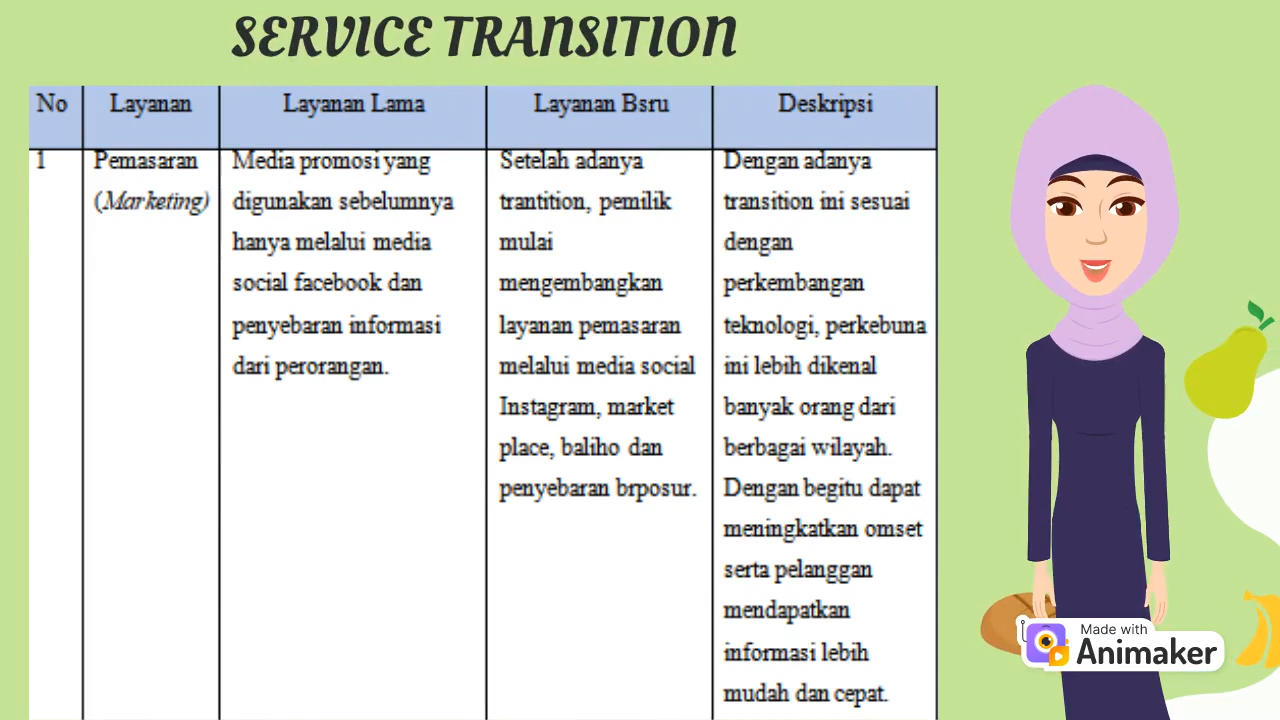 SERVICE TRANSITION
No
Layanan
Layanan Lama
Layanan Bsru
Deskripsi
1
Pemasaran
(Marketing)
Media promosi yang
digunakan sebelumnya
hanya melalui media
social facebook dan
penyebaran informasi
dari perorangan.
Setelah adanya
trantition, pemilik
mulai
mengembangkan
layanan pemasaran
melalui media social
Instagram, market
place, baliho dan
penyebaran brposur.
Dengan adanya
transition ini sesuai
dengan
perkembangan
teknologi, perkebuna
ini lebih dikenal
banyak orang dari
berbagai wilayah.
Dengan begitu dapat
meningkatkan omset
serta pelanggan
mendapatkan
informasi lebih
mudah dan cepat.
Made with
Animaker